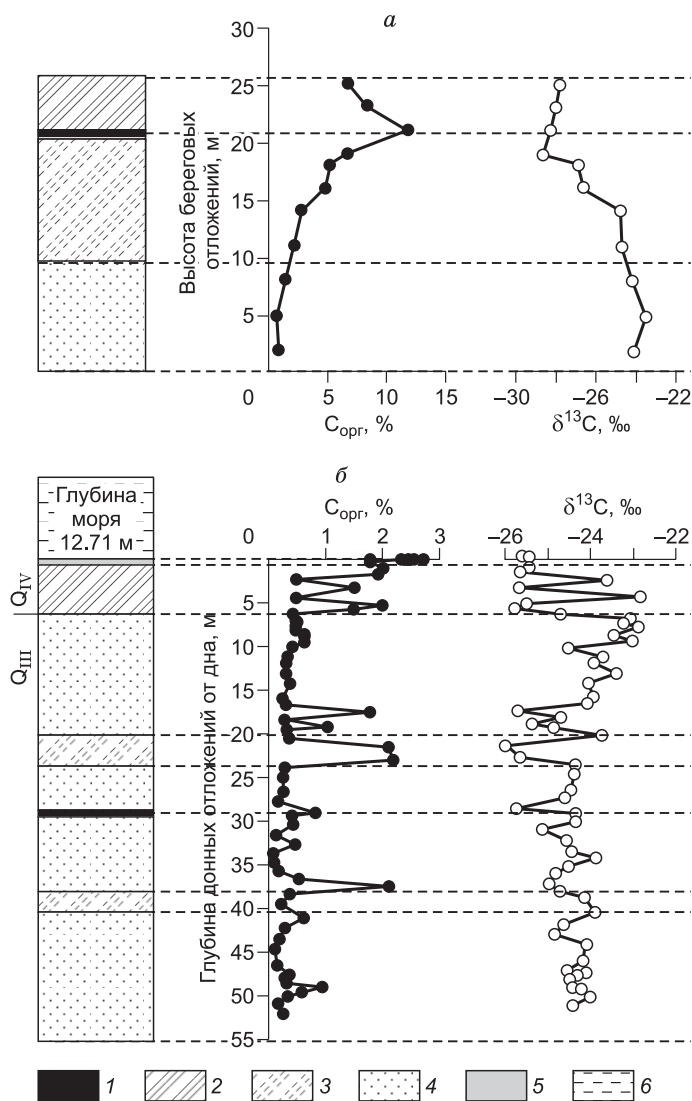 а
30
25
20
15
10
5
0
Высота береговых
отложений, м
5 10 15
Сорг, %
–30 –26 –22
δ¹³C, ‰
б
Глубина
моря
12.71 м
Сорг, %
0 1 2 3
δ¹³C, ‰
–26 –24 –22
QIV
QIII
Глубина донных отложений от дна, м
5
10
15
20
25
30
35
40
45
50
55
1 2 3 4 5 6